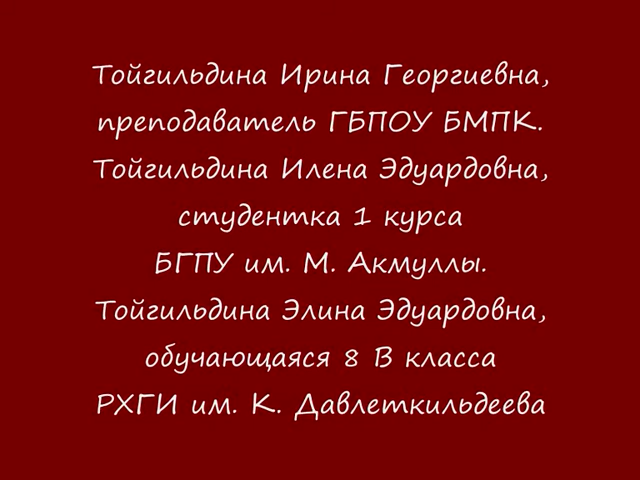 Тойгильдина Ирина Георгиевна,
преподаватель ГБПОУ БМПК.
Тойгильдина Илена Эдуардовна,
студентка 1 курса
БГПУ им. М. Акмуллы.
Тойгильдина Элина Эдуардовна,
обучающаяся 8 В класса
РХГИ им. К. Давлеткильдеева